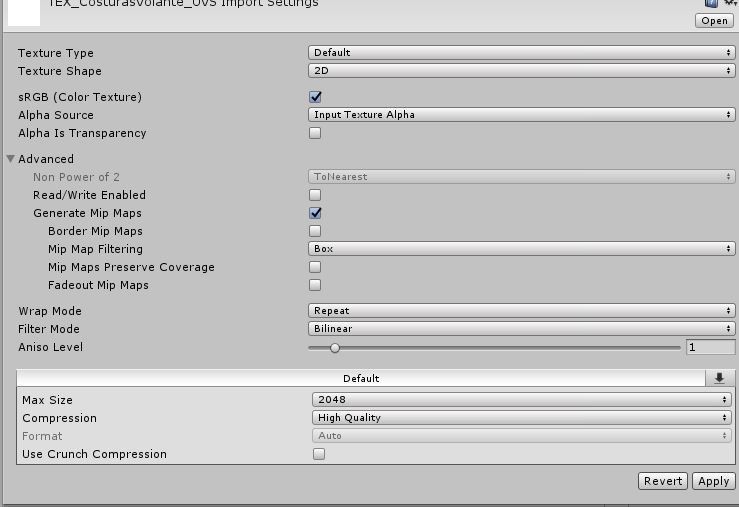 TEX_CosturasVolante_UVS Import Settings
Open
Texture Type Default
Texture Shape 2D
sRGB (Color Texture)
Alpha Source Input Texture Alpha
Alpha Is Transparency
Advanced
Non Power of 2 ToNearest
Read/Write Enabled
Generate Mip Maps
Border Mip Maps
Mip Map Filtering Box
Mip Maps Preserve Coverage
Fadeout Mip Maps
Wrap Mode Repeat
Filter Mode Bilinear
Aniso Level 1
Default
Max Size 2048
Compression High Quality
Format Auto
Use Crunch Compression
Revert Apply